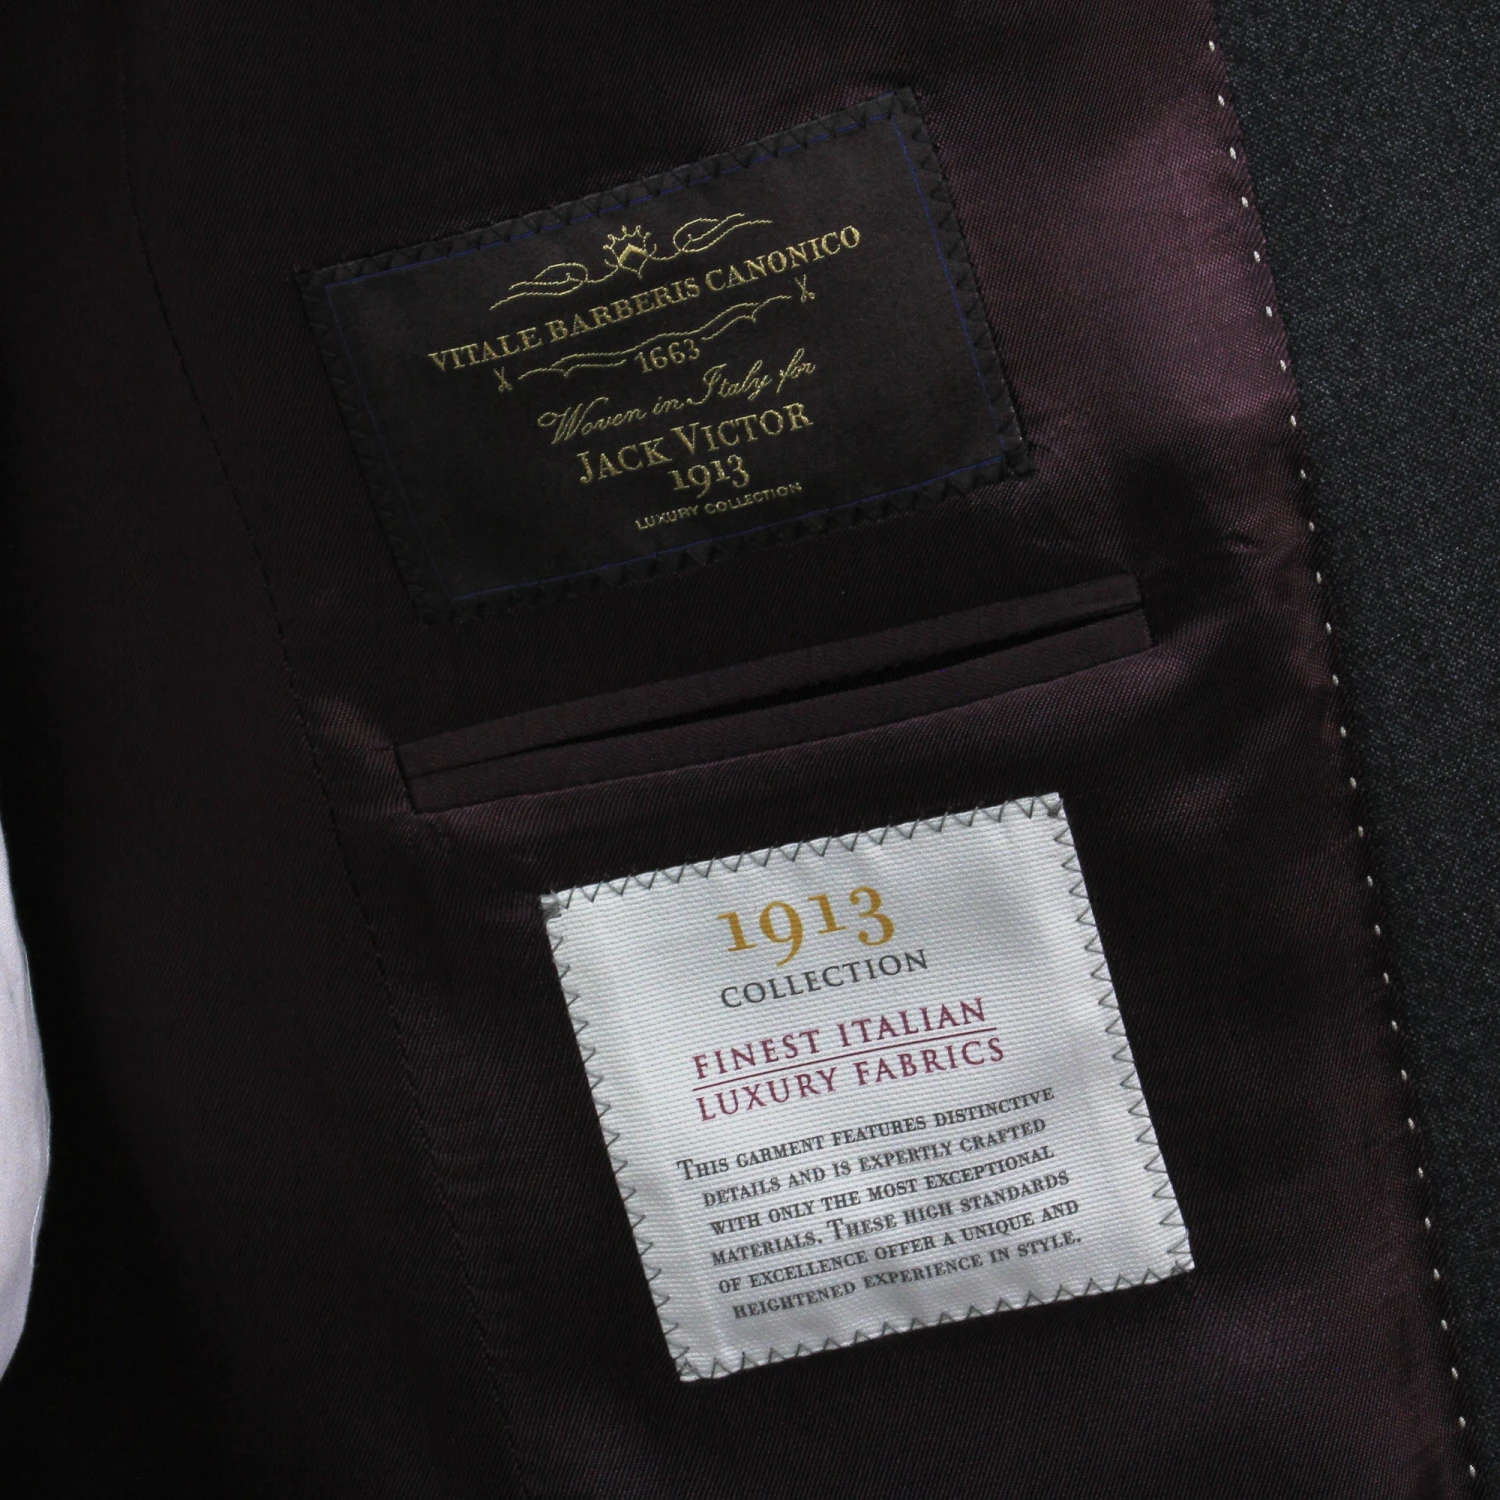 VITALE BARBERIS CANONICO
1663
Woven in Italy for
JACK VICTOR
1913
LUXURY COLLECTION
1913
COLLECTION
FINEST ITALIAN
LUXURY FABRICS
THIS GARMENT FEATURES DISTINCTIVE
DETAILS AND IS EXPERTLY CRAFTED
WITH ONLY THE MOST EXCEPTIONAL
MATERIALS. THESE HIGH STANDARDS
OF EXCELLENCE OFFER A UNIQUE AND
HEIGHTENED EXPERIENCE IN STYLE.